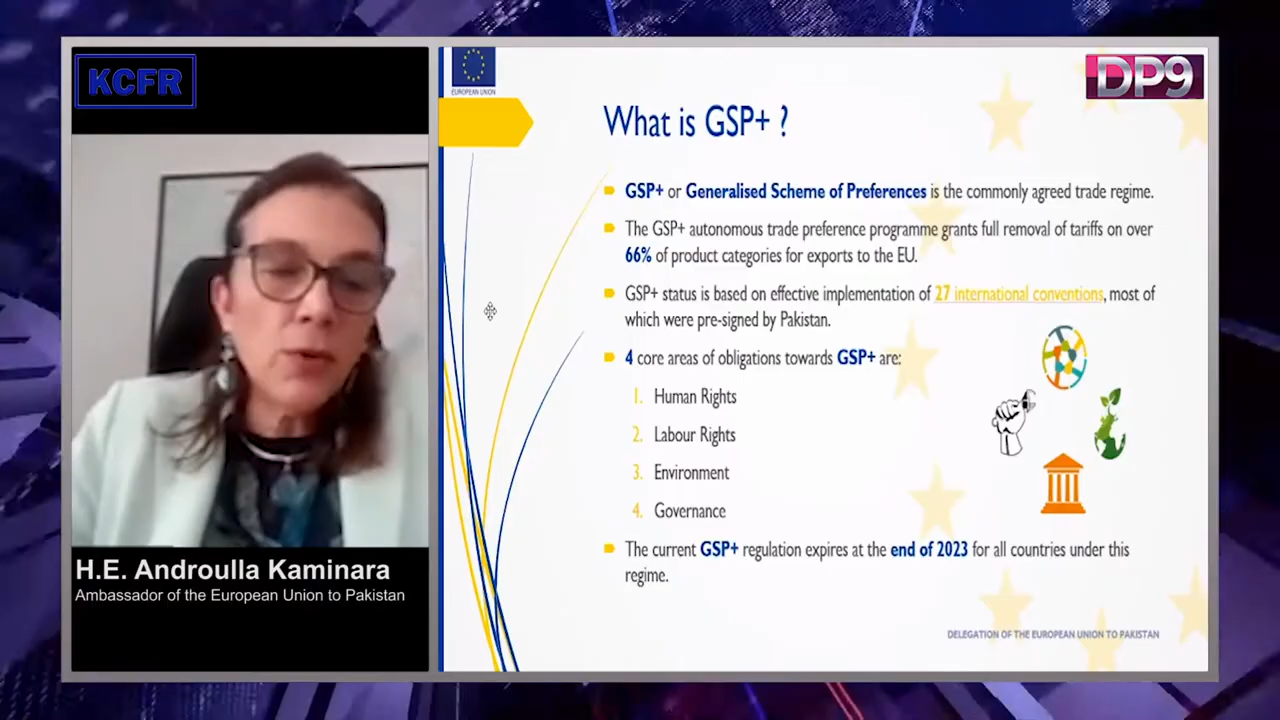 KCFR
EUROPEAN UNION
DP9
What is GSP+ ?
GSP+ or Generalised Scheme of Preferences is the commonly agreed trade regime.
The GSP+ autonomous trade preference programme grants full removal of tariffs on over
66% of product categories for exports to the EU.
GSP+ status is based on effective implementation of 27 international conventions, most of
which were pre-signed by Pakistan.
4 core areas of obligations towards GSP+ are:
1. Human Rights
2. Labour Rights
3. Environment
4. Governance
The current GSP+ regulation expires at the end of 2023 for all countries under this
regime.
DELEGATION OF THE EUROPEAN UNION TO PAKISTAN
H.E. Androulla Kaminara
Ambassador of the European Union to Pakistan